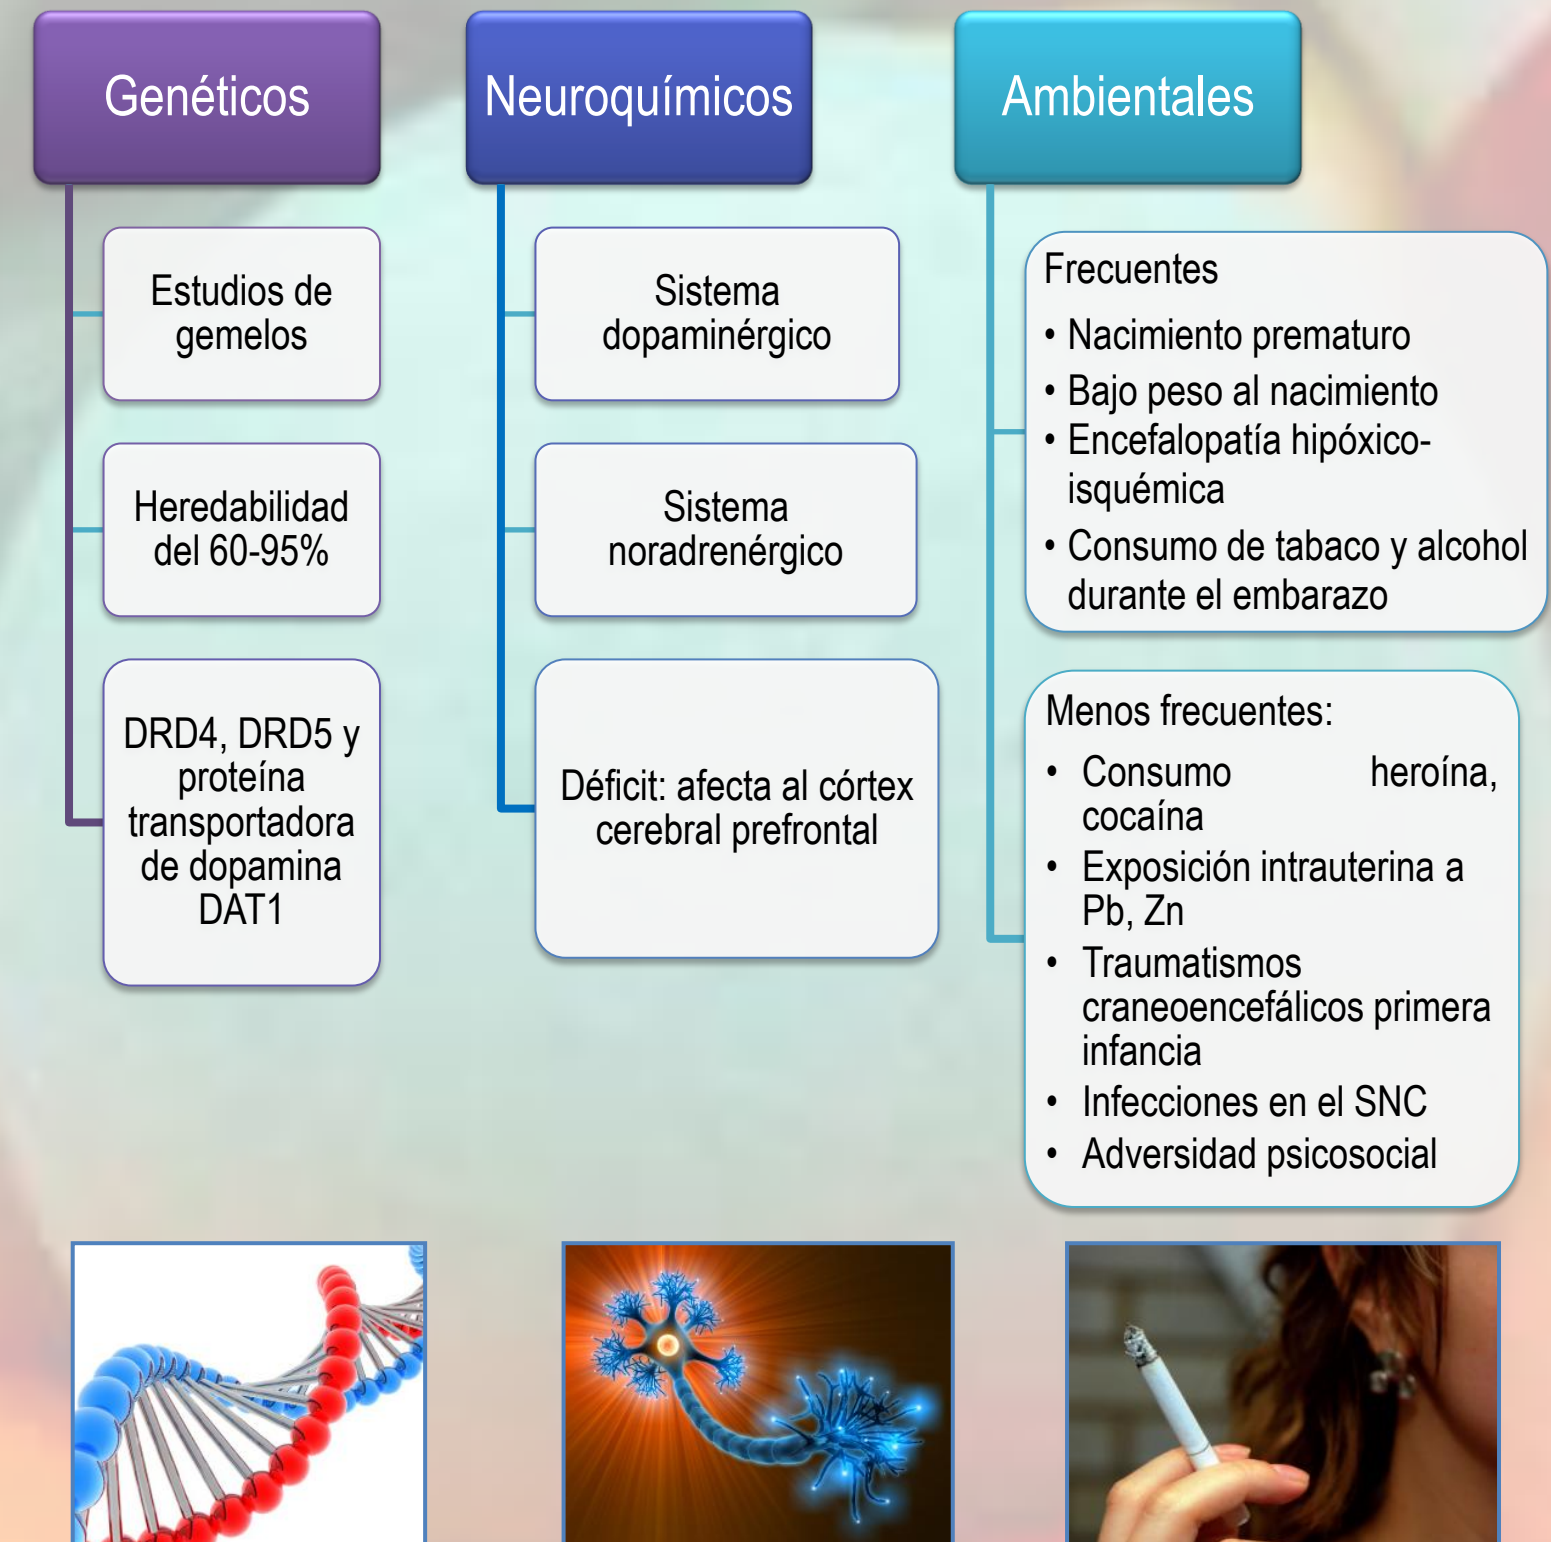 Genéticos
Estudios de
gemelos
Heredabilidad
del 60-95%
DRD4, DRD5 y
proteína
transportadora
de dopamina
DAT1
Neuroquímicos
Sistema
dopaminérgico
Sistema
noradrenérgico
Déficit: afecta al córtex
cerebral prefrontal
Ambientales
Frecuentes
• Nacimiento prematuro
• Bajo peso al nacimiento
• Encefalopatía hipóxico-
isquémica
• Consumo de tabaco y alcohol
durante el embarazo
Menos frecuentes:
• Consumo heroína,
cocaína
• Exposición intrauterina a
Pb, Zn
• Traumatismos
craneoencefálicos primera
infancia
• Infecciones en el SNC
• Adversidad psicosocial